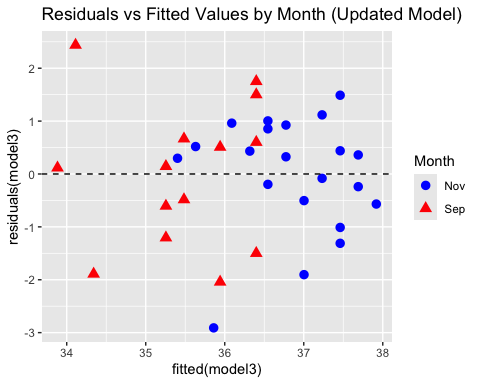 Residuals vs Fitted Values by Month (Updated Model)
residuals(model3)
2
1
0
-1
-2
-3
34
35
36
37
38
fitted(model3)
Month
Nov
Sep